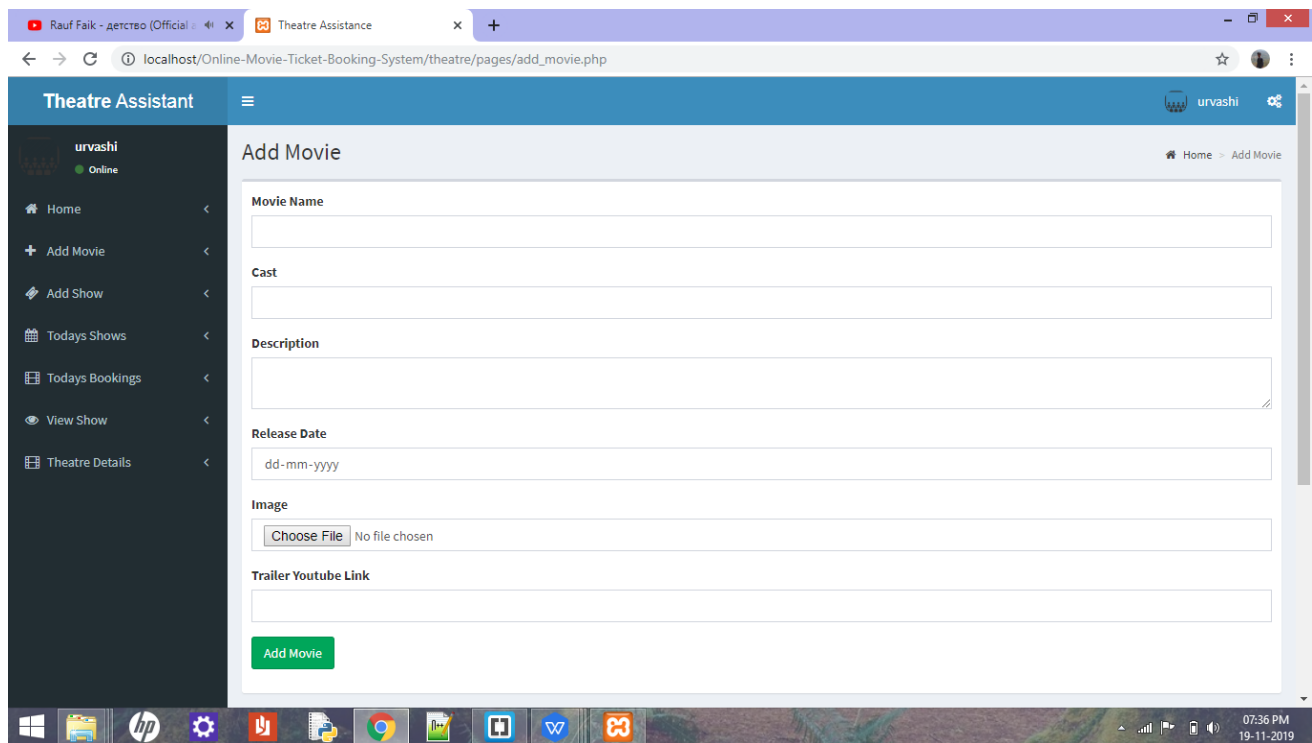 Rauf Faik - детство (Official a
Theatre Assistance
localhost/Online-Movie-Ticket-Booking-System/theatre/pages/add_movie.php
Theatre Assistant
urvashi
urvashi
Online
Add Movie
Home > Add Movie
Home
Add Movie
Add Show
Todays Shows
Todays Bookings
View Show
Theatre Details
Movie Name
Cast
Description
Release Date
dd-mm-yyyy
Image
Choose File No file chosen
Trailer Youtube Link
Add Movie
hp
07:36 PM
19-11-2019